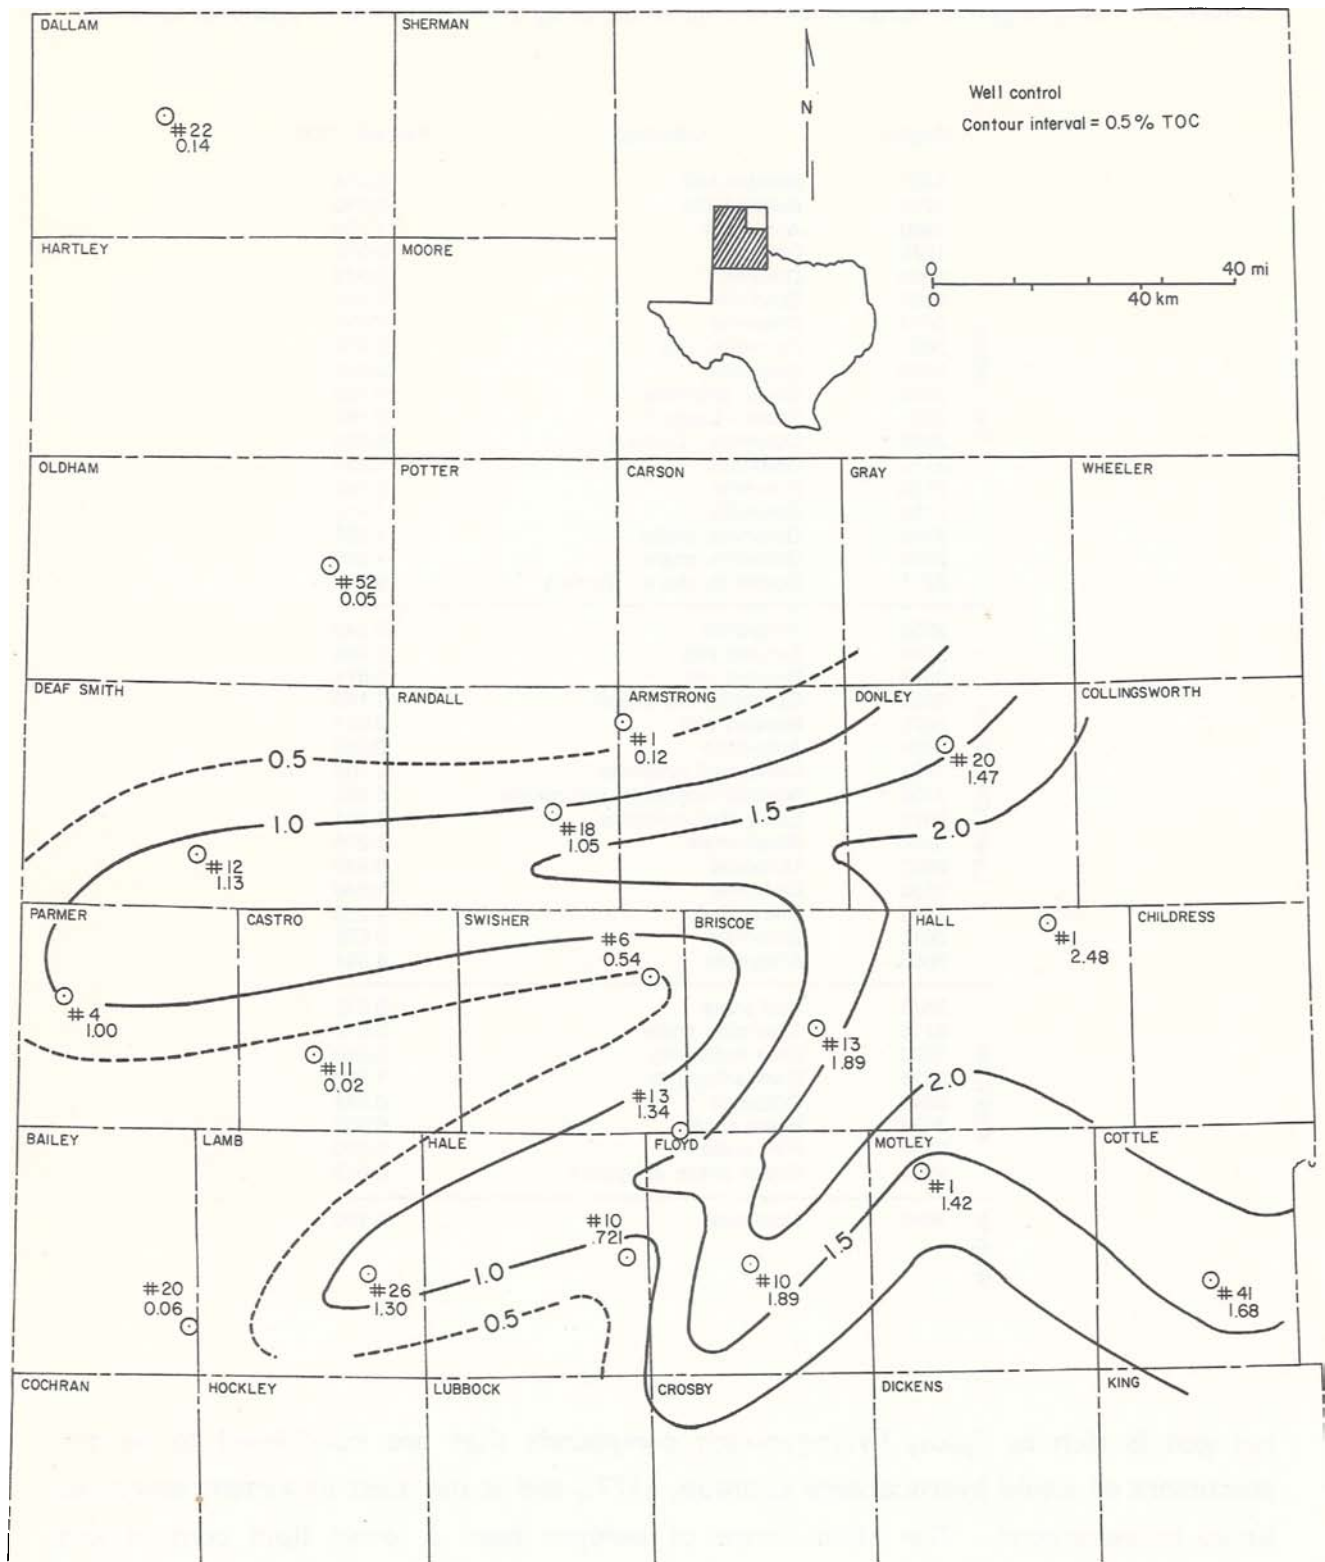 DALLAM
SHERMAN
#22
0.14
N
Well control
Contour interval = 0.5% TOC
HARTLEY
MOORE
0
40 mi
0
40 km
OLDHAM
POTTER
CARSON
GRAY
WHEELER
#52
0.05
DEAF SMITH
RANDALL
ARMSTRONG
DONLEY
COLLINGSWORTH
0.5
#1
0.12
#20
1.47
1.0
#18
1.05
1.5
2.0
#12
1.13
PARMER
CASTRO
SWISHER
BRISCOE
HALL
CHILDRESS
#6
0.54
#1
2.48
#4
1.00
#11
0.02
#13
1.89
2.0
#13
1.34
BAILEY
LAMB
HALE
FLOYD
MOTLEY
COTTLE
#1
1.42
#10
.721
1.5
#20
0.06
#26
1.30
1.0
#10
1.89
#41
1.68
0.5
COCHRAN
HOCKLEY
LUBBOCK
CROSBY
DICKENS
KING